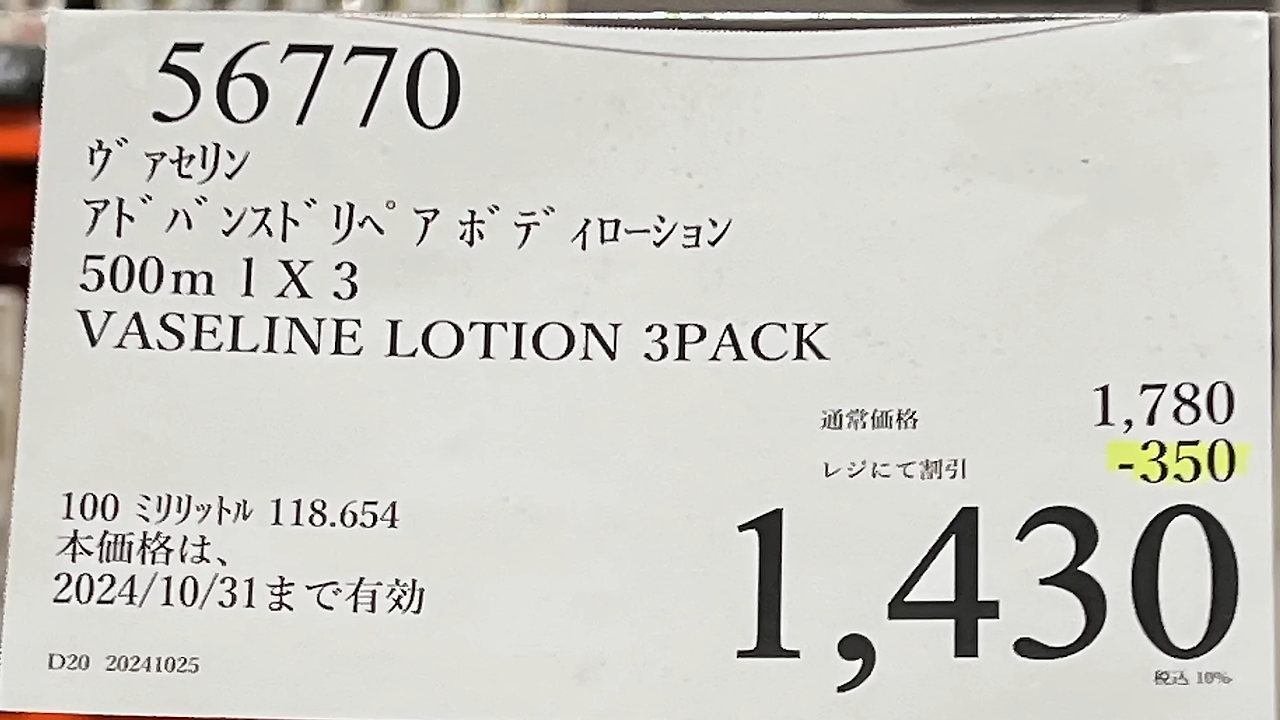 56770
ヴァセリン
アドバンスドリペア ボディローション
500m l X 3
VASELINE LOTION 3PACK
通常価格 1,780
レジにて割引 -350
1,430
税込 10%
100 ミリリットル 118.654
本価格は、
2024/10/31まで有効
D20 20241025